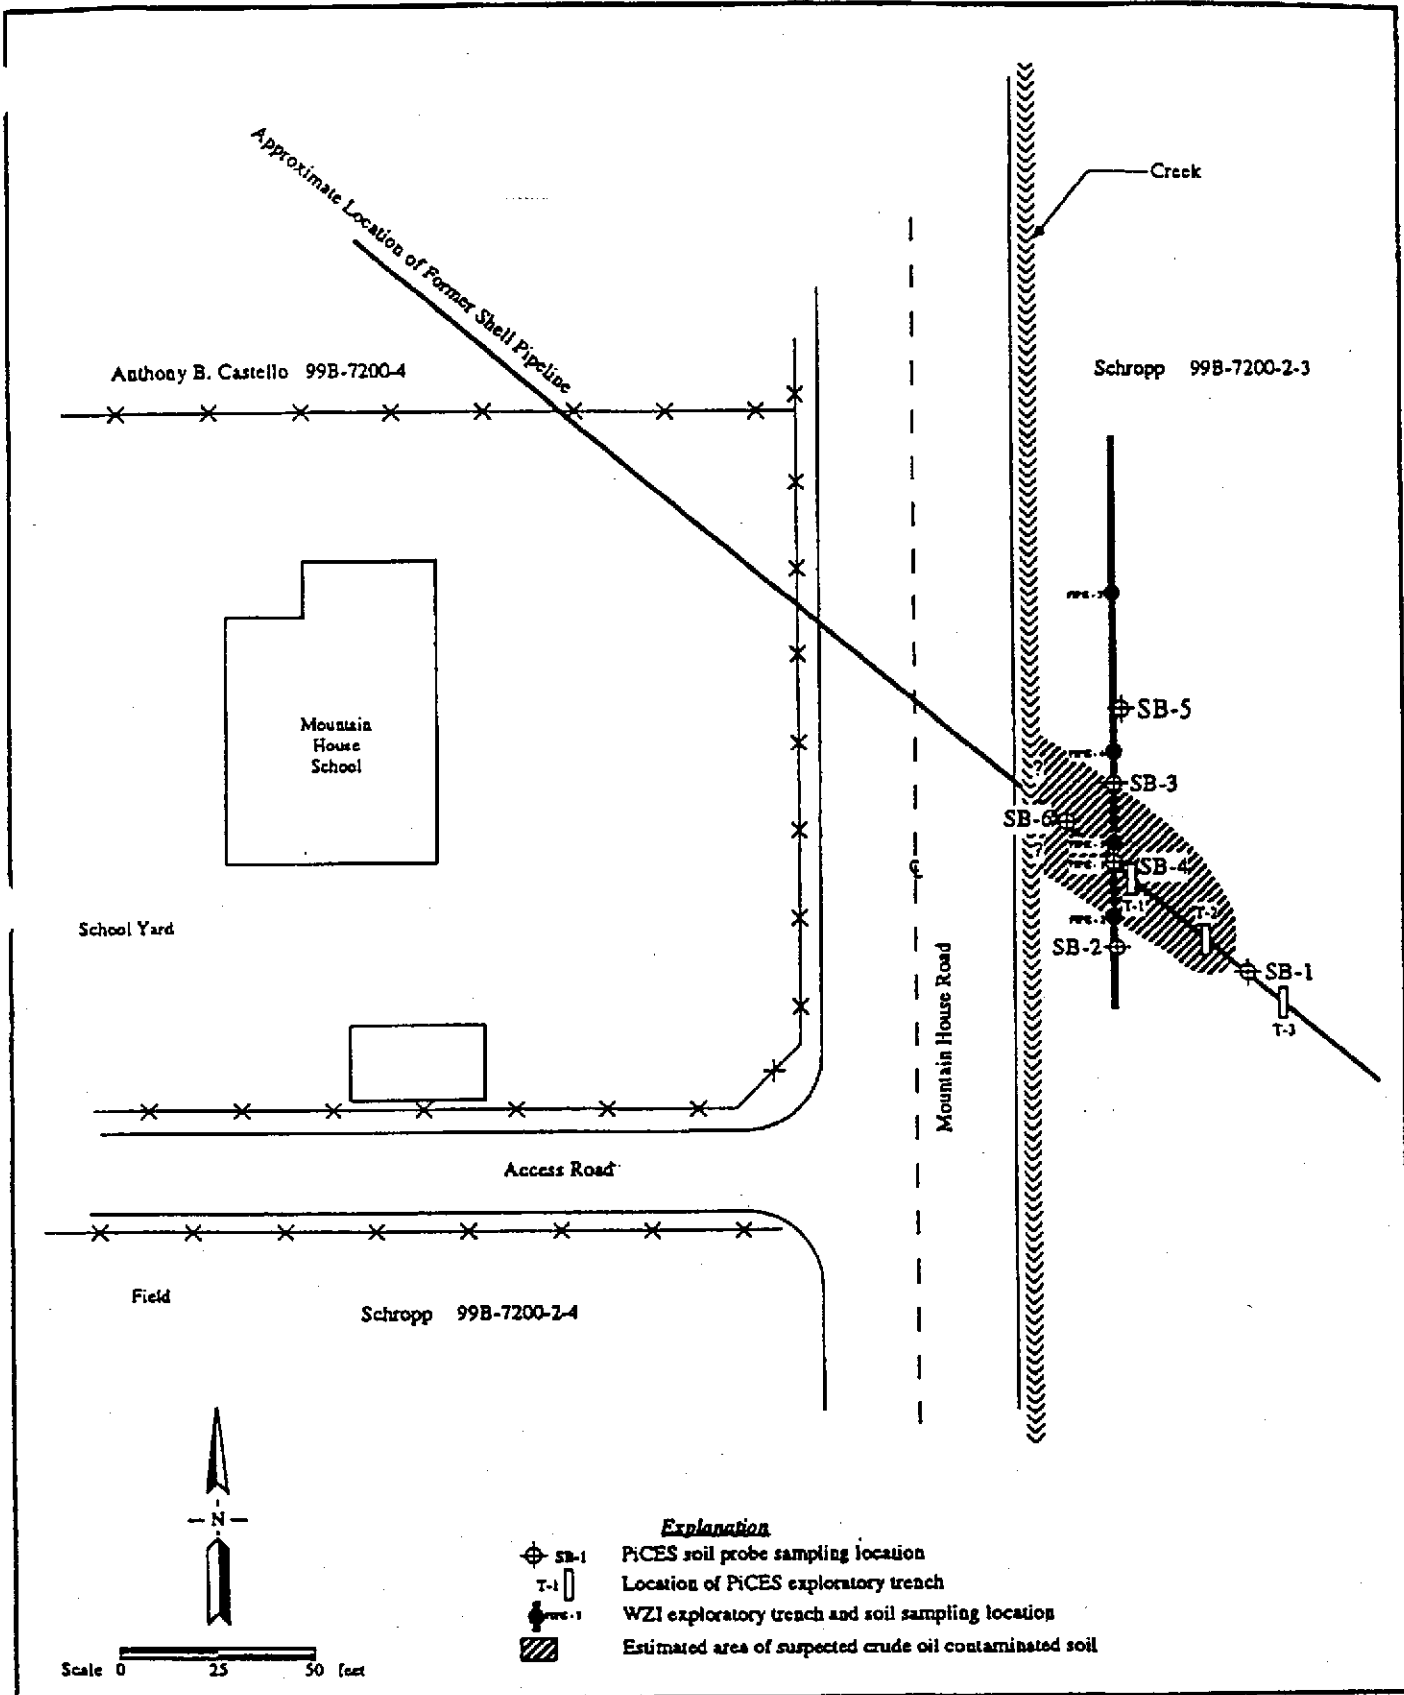 Approximate Location of Former Shell Pipeline
Creek
Anthony B. Castello 99B-7200-4
Schropp 99B-7200-2-3
Mountain
House
School
SB-5
SB-3
SB-6
?
?
SB-4
T-1
T-2
SB-2
SB-1
T-3
School Yard
Mountain House Road
Access Road
Field
Schropp 99B-7200-2-4
N
Scale 0 25 50 feet
Explanation
SB-1 PiCES soil probe sampling location
T-1 Location of PiCES exploratory trench
WZI exploratory trench and soil sampling location
Estimated area of suspected crude oil contaminated soil